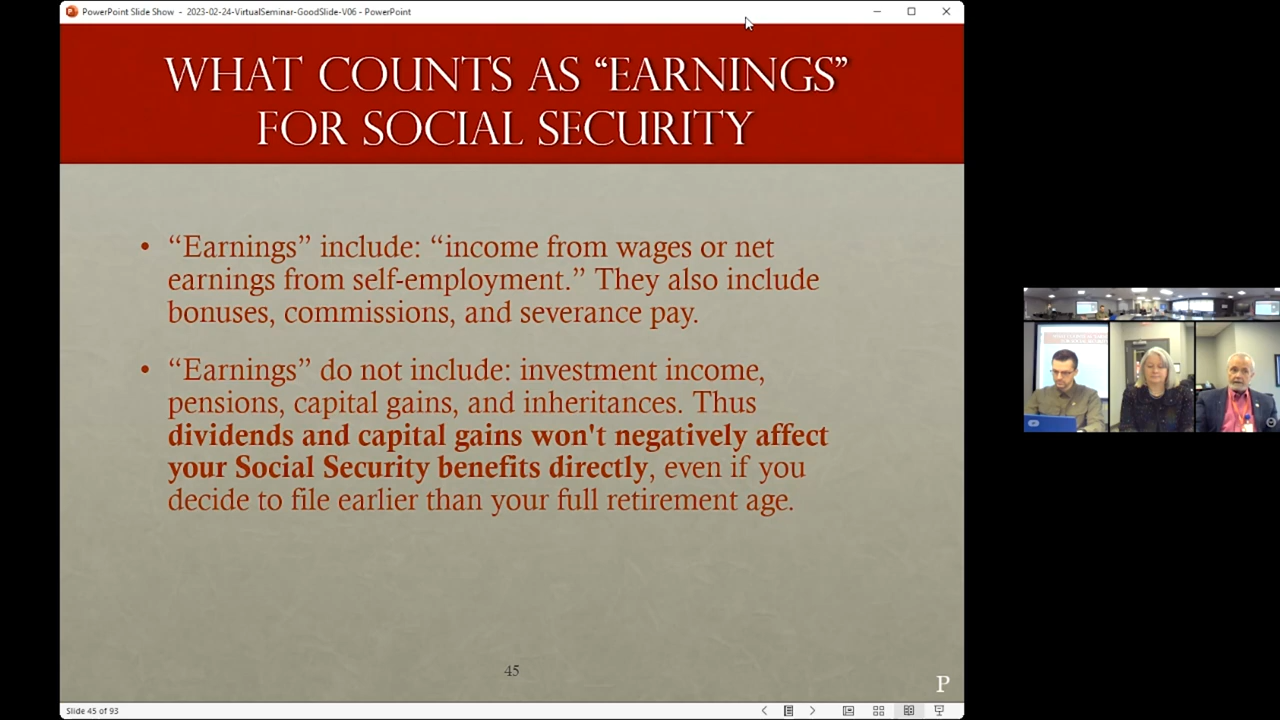 PowerPoint Slide Show - 2023-02-24-VirtualSeminar-GoodSlide-V06 - PowerPoint
WHAT COUNTS AS “EARNINGS”
FOR SOCIAL SECURITY
• “Earnings” include: “income from wages or net
earnings from self-employment.” They also include
bonuses, commissions, and severance pay.
• “Earnings” do not include: investment income,
pensions, capital gains, and inheritances. Thus
dividends and capital gains won't negatively affect
your Social Security benefits directly, even if you
decide to file earlier than your full retirement age.
45
P
Slide 45 of 93